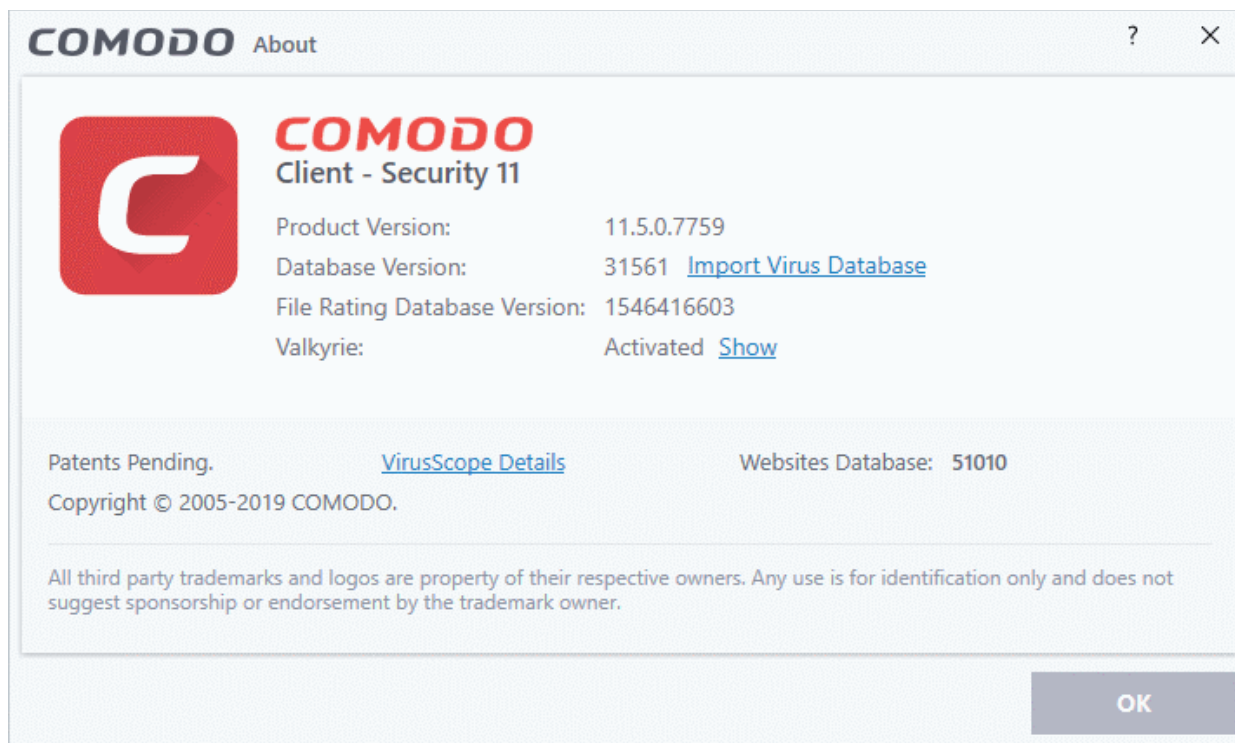 COMODO About ?
COMODO
Client - Security 11
Product Version: 11.5.0.7759
Database Version: 31561 Import Virus Database
File Rating Database Version: 1546416603
Valkyrie: Activated Show
Patents Pending. VirusScope Details Websites Database: 51010
Copyright © 2005-2019 COMODO.
All third party trademarks and logos are property of their respective owners. Any use is for identification only and does not
suggest sponsorship or endorsement by the trademark owner.
OK